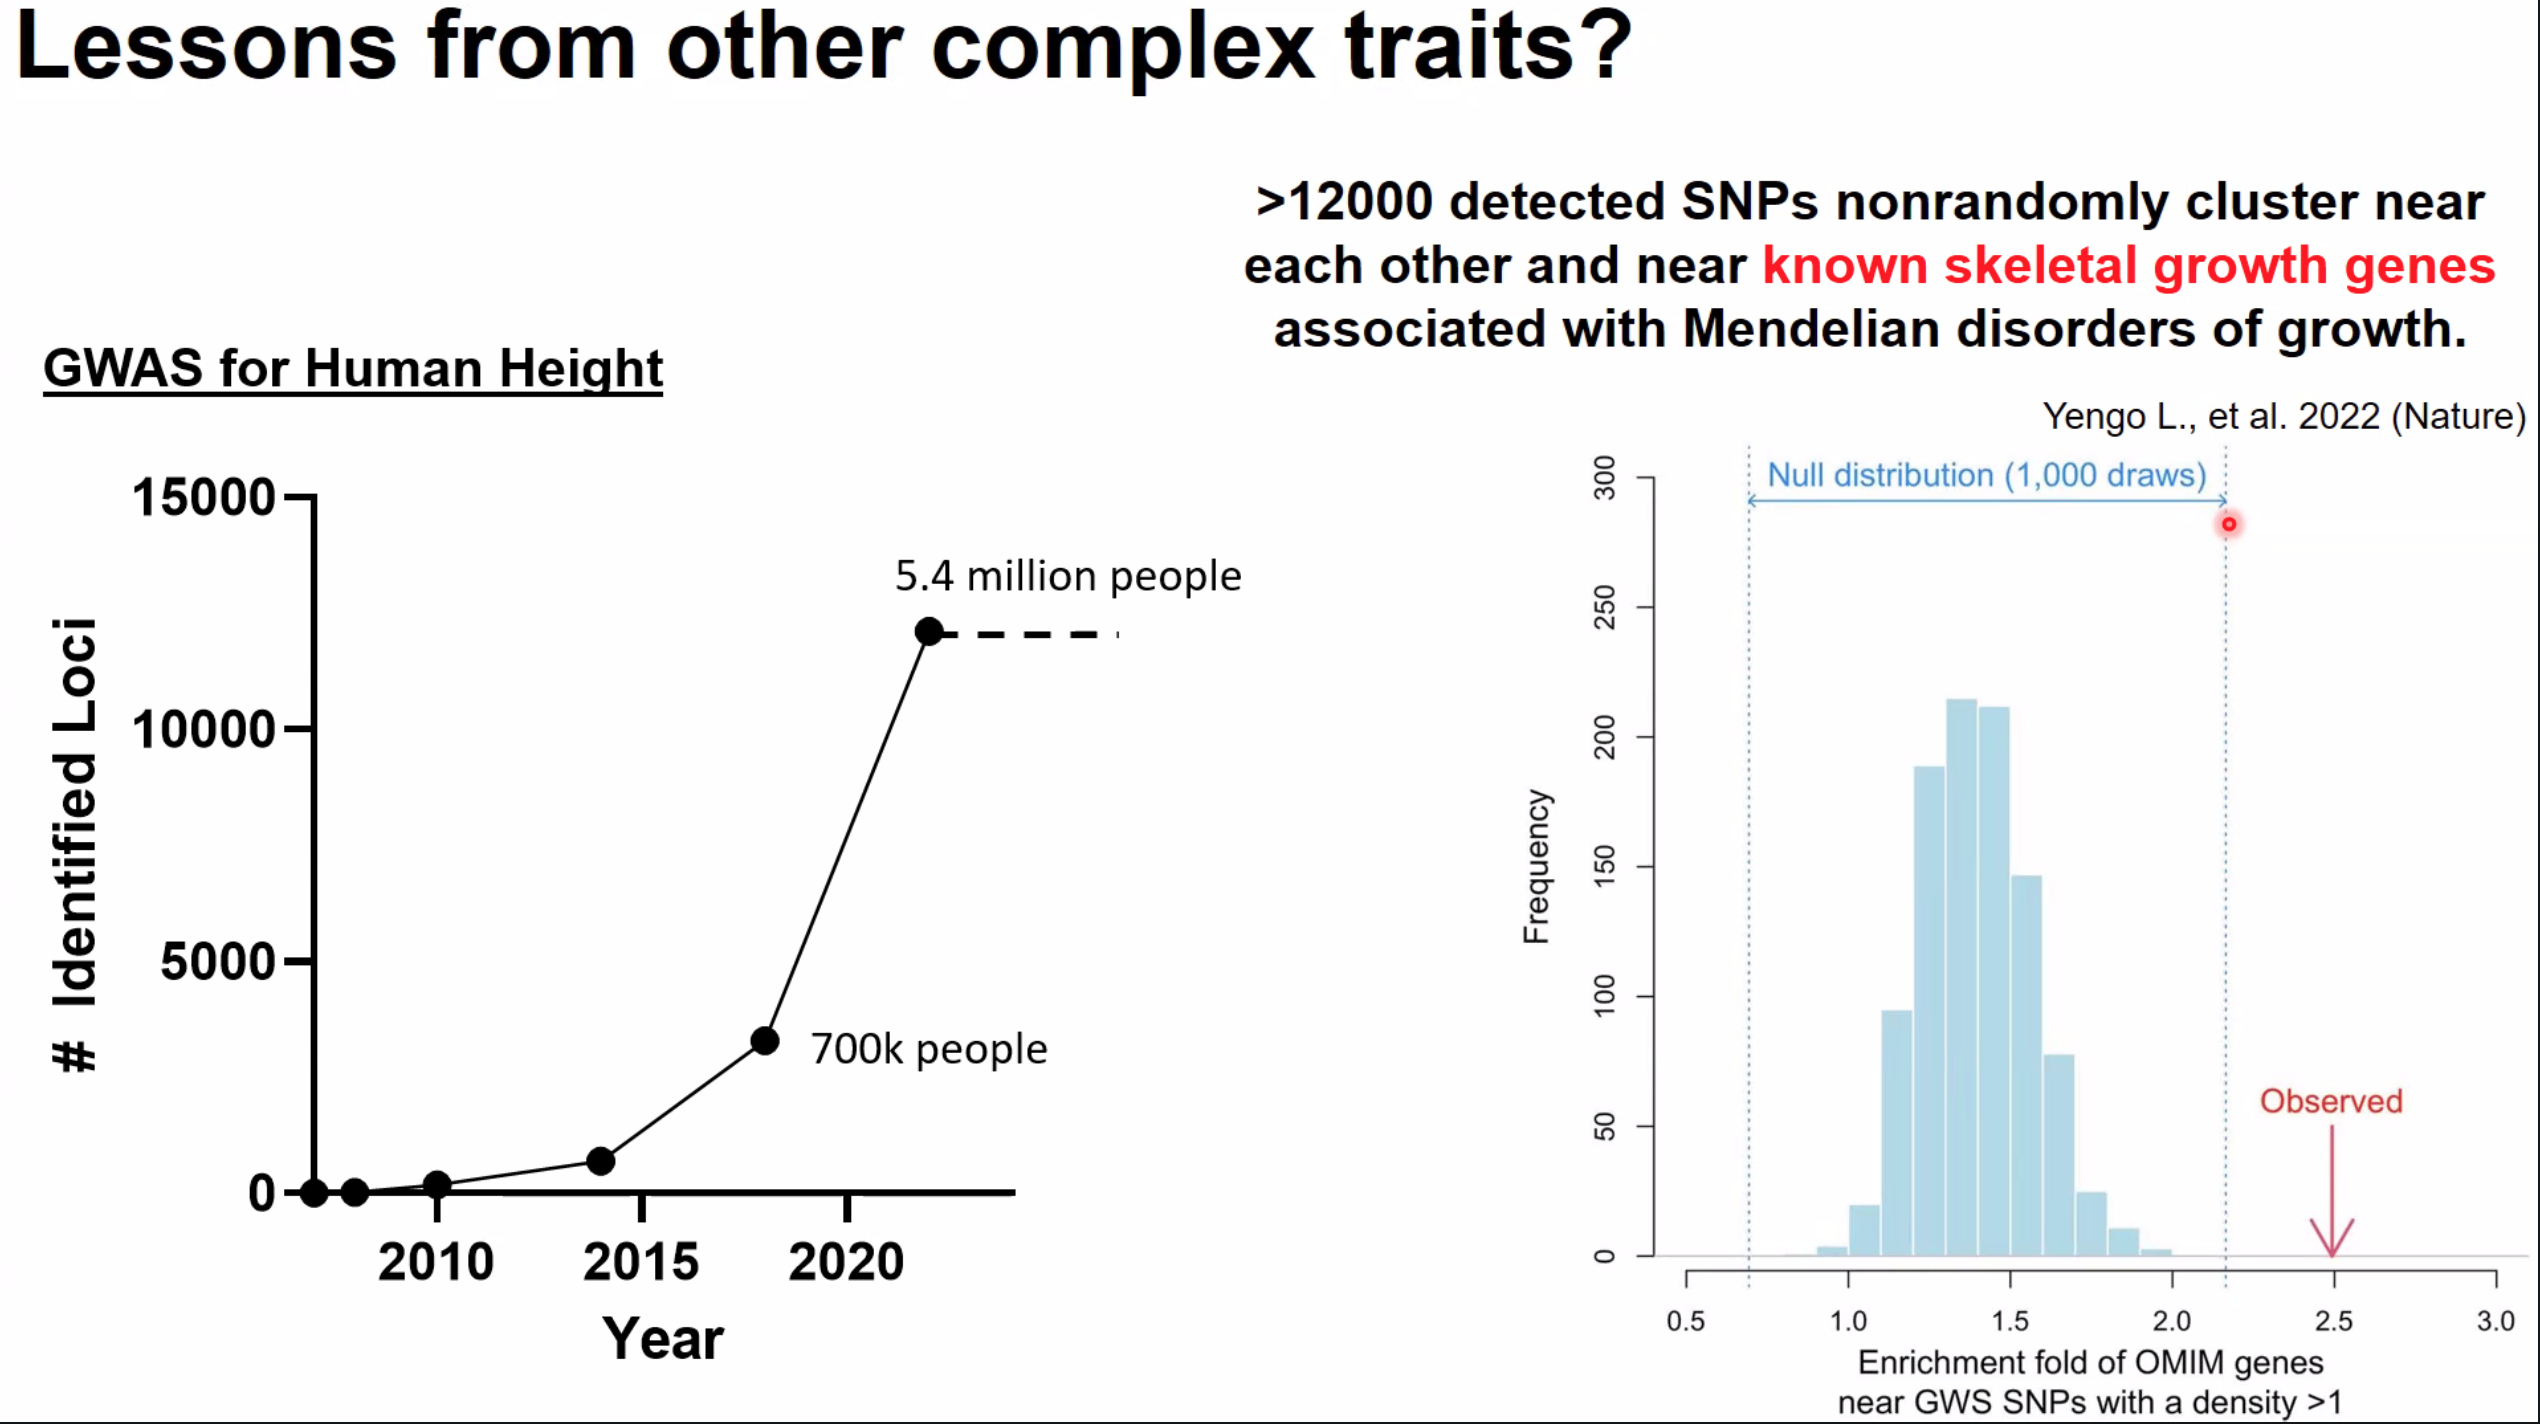 Lessons from other complex traits?
>12000 detected SNPs nonrandomly cluster near
each other and near known skeletal growth genes
associated with Mendelian disorders of growth.
GWAS for Human Height
Yengo L., et al. 2022 (Nature)
# Identified Loci
15000
10000
5000
0
5.4 million people
700k people
2010
2015
2020
Year
Null distribution (1,000 draws)
Frequency
300
250
200
150
100
50
0
Observed
0.5
1.0
1.5
2.0
2.5
3.0
Enrichment fold of OMIM genes
near GWS SNPs with a density >1